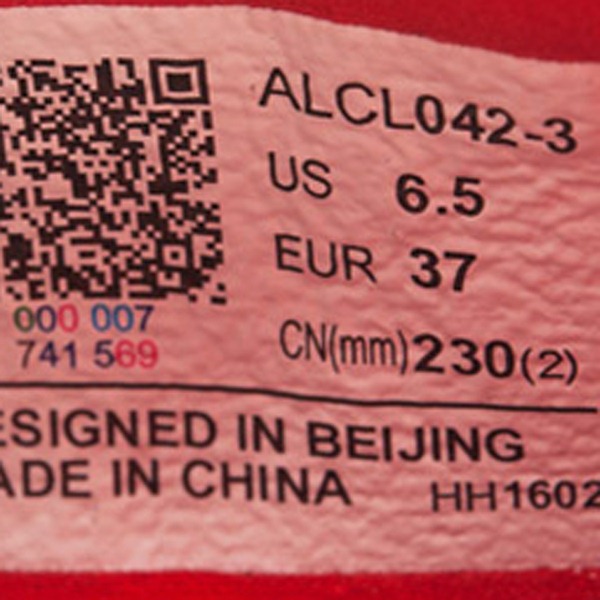 ALCL042-3
US 6.5
EUR 37
CN(mm)230(2)
000 007
741 569
ESIGNED IN BEIJING
ADE IN CHINA HH1602